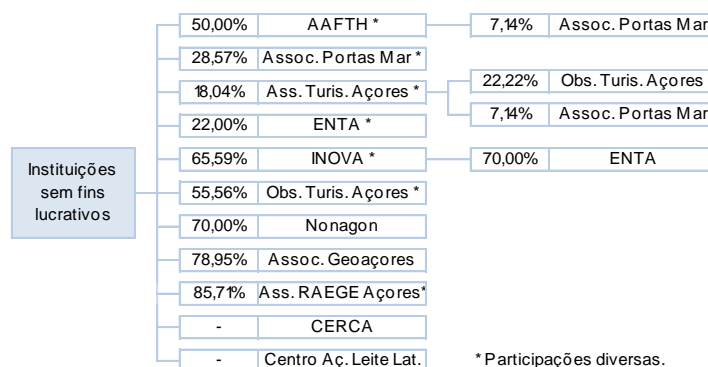 50,00% AAFTH * 7,14% Assoc. Portas Mar
28,57% Assoc. Portas Mar *
18,04% Ass. Turis. Açores * 22,22% Obs. Turis. Açores
7,14% Assoc. Portas Mar
22,00% ENTA *
65,59% INOVA * 70,00% ENTA
Instituições
sem fins
lucrativos
55,56% Obs. Turis. Açores *
70,00% Nonagon
78,95% Assoc. Geoaçores
85,71% Ass. RAEGE Açores*
- CERCA
- Centro Aç. Leite Lat.
* Participações diversas.